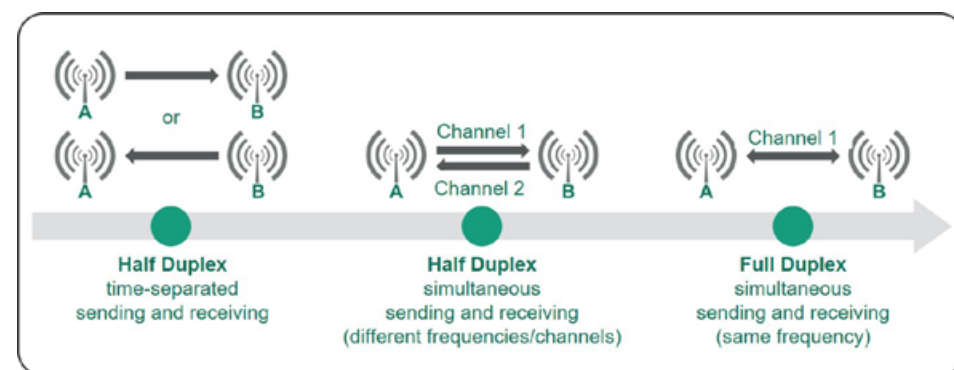 A
B
or
A
B
Channel 1
A
B
Channel 2
Channel 1
A
B
Half Duplex
time-separated
sending and receiving
Half Duplex
simultaneous
sending and receiving
(different frequencies/channels)
Full Duplex
simultaneous
sending and receiving
(same frequency)